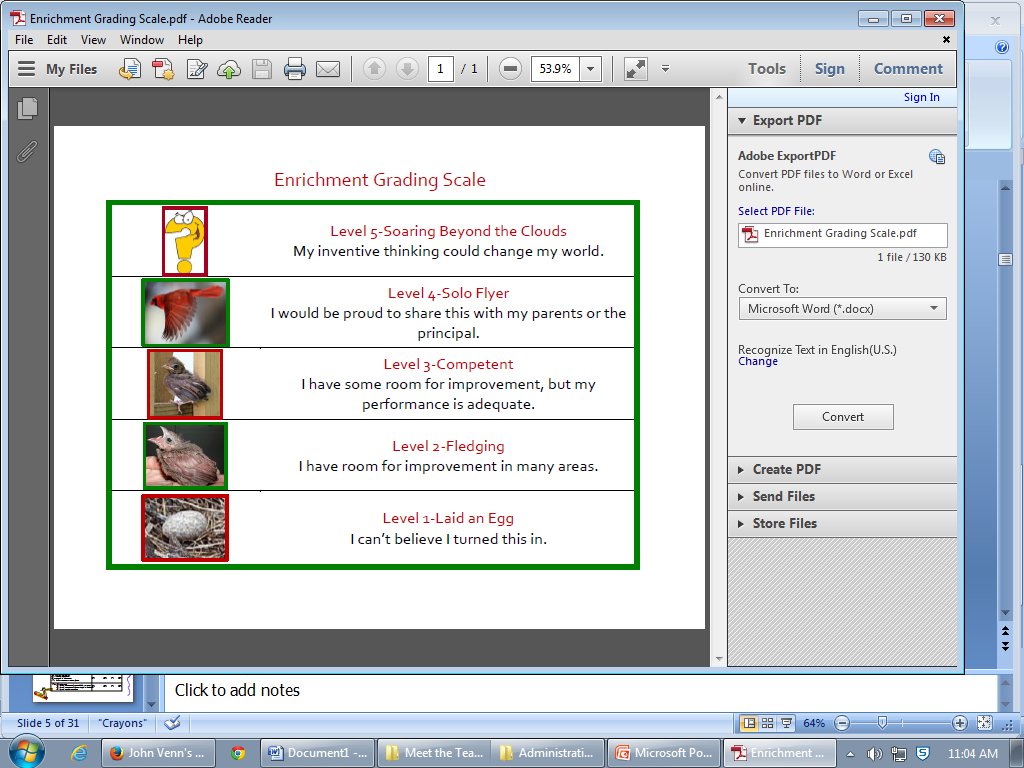 Enrichment Grading Scale.pdf - Adobe Reader
File Edit View Window Help
My Files 1 / 1 53.9% Tools Sign Comment
Sign In
Export PDF
Adobe ExportPDF
Convert PDF files to Word or Excel
online.
Select PDF File:
Enrichment Grading Scale.pdf
1 file / 130 KB
Convert To:
Microsoft Word (*.docx)
Recognize Text in English(U.S.)
Change
Convert
Create PDF
Send Files
Store Files
Enrichment Grading Scale
Level 5-Soaring Beyond the Clouds
My inventive thinking could change my world.
Level 4-Solo Flyer
I would be proud to share this with my parents or the
principal.
Level 3-Competent
I have some room for improvement, but my
performance is adequate.
Level 2-Fledging
I have room for improvement in many areas.
Level 1-Laid an Egg
I can't believe I turned this in.
Click to add notes
Slide 5 of 31 "Crayons" 64%
John Venn's ... Document1 - ... Meet the Tea... Administrati... Microsoft Po... Enrichment ... 11:04 AM